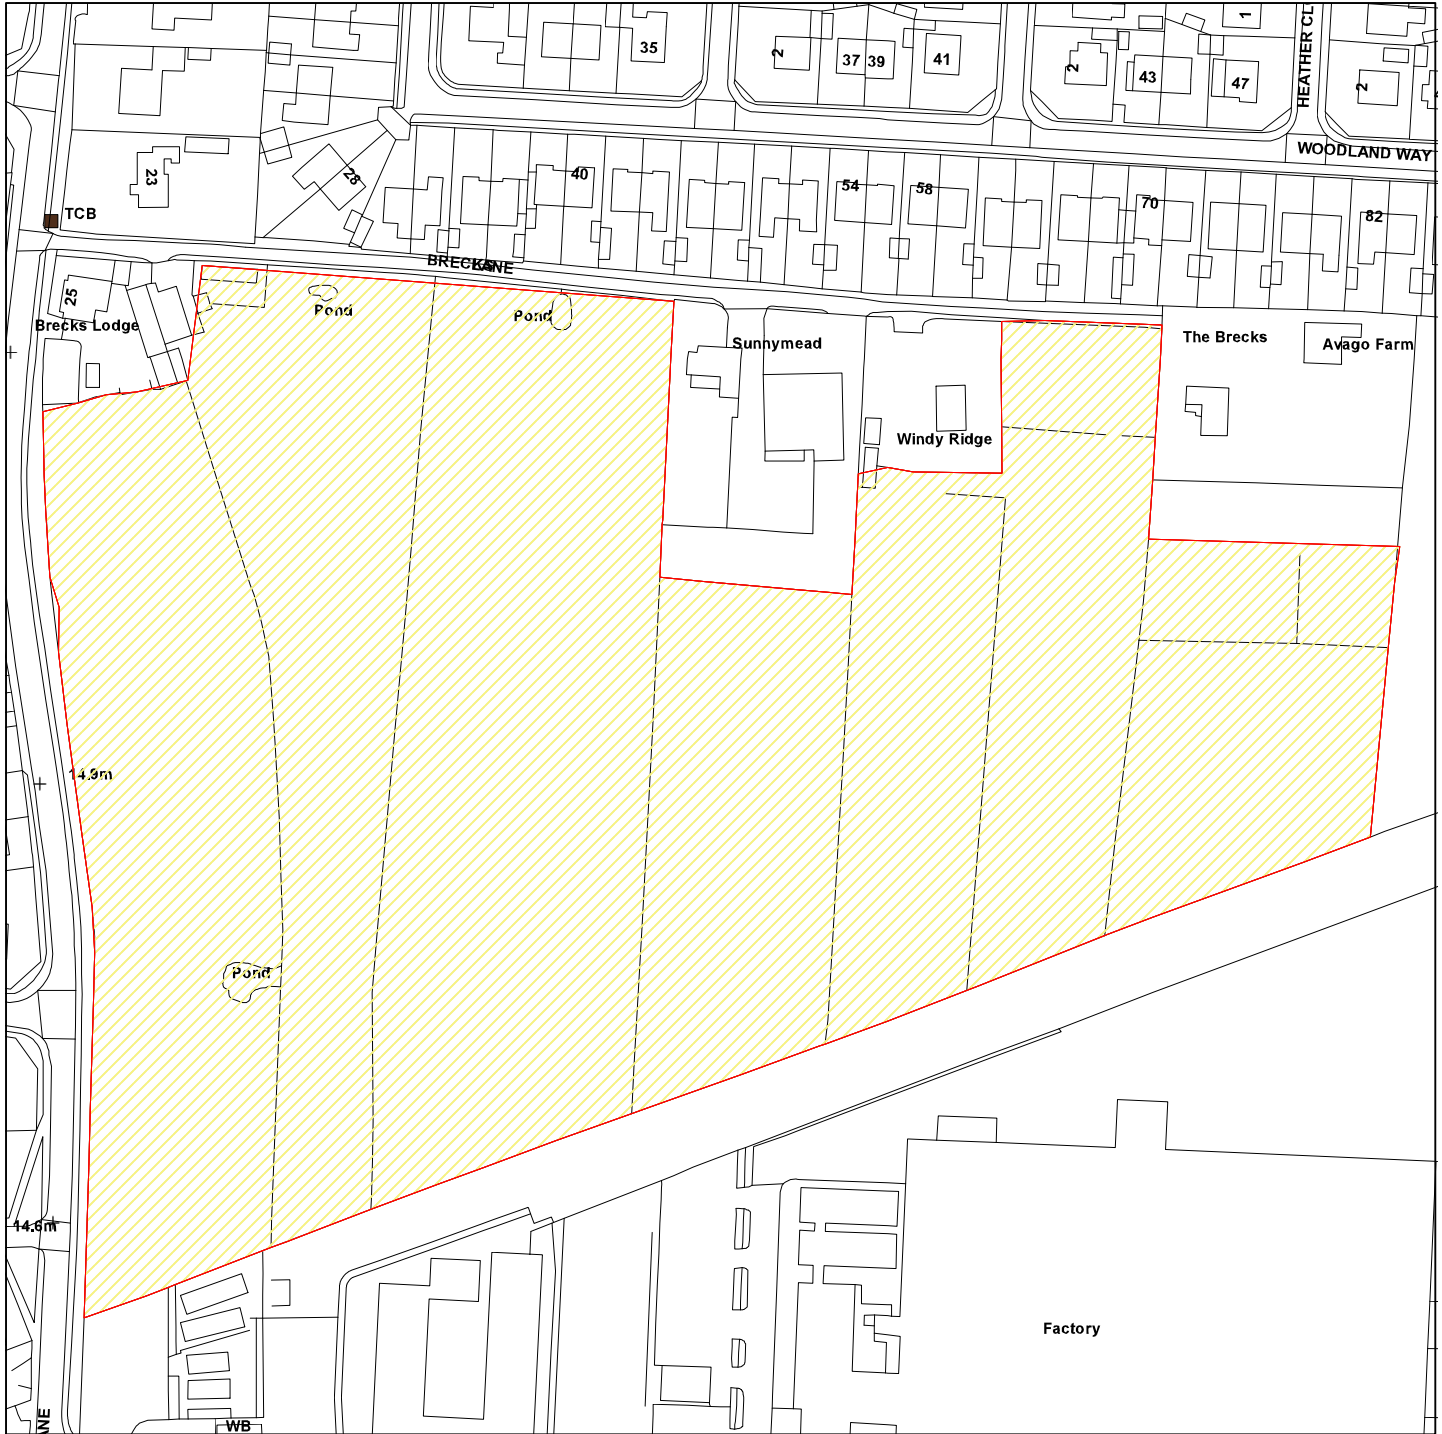 35
2
37
39
41
2
43
1
47
HEATHER CL
2
WOODLAND WAY
23
28
40
54
58
70
82
TCB
BRECKS LANE
25
Brecks Lodge
Pond
Pond
Sunnymead
The Brecks
Avago Farm
Windy Ridge
14.9m
Pond
14.6m
Factory
WB
ANE